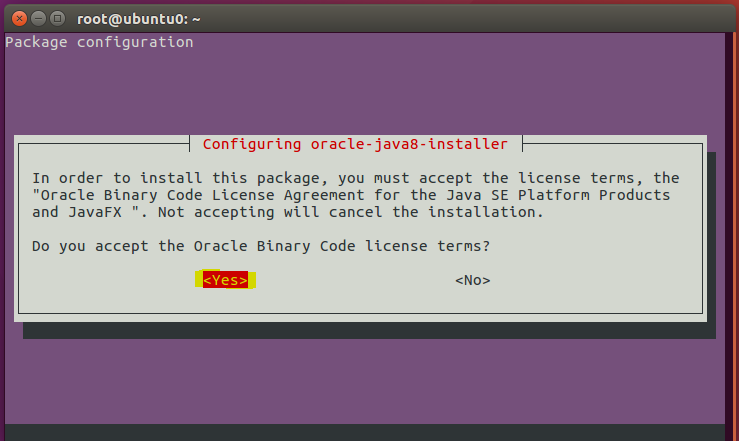 root@ubuntu0: ~
Package configuration
Configuring oracle-java8-installer
In order to install this package, you must accept the license terms, the
"Oracle Binary Code License Agreement for the Java SE Platform Products
and JavaFX ". Not accepting will cancel the installation.
Do you accept the Oracle Binary Code license terms?
<Yes> <No>